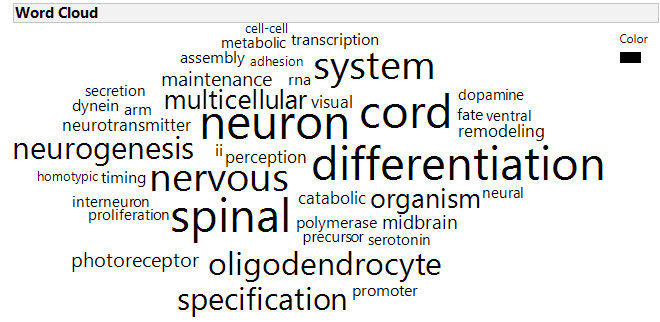 Word Cloud
cell-cell
Color
metabolic transcription
assembly adhesion system
maintenance rna
secretion multicellular visual cord dopamine
dynein arm neuron fate ventral
neurotransmitter remodeling
neurogenesis ii perception differentiation
homotypic timing nervous
catabolic organism neural
interneuron
proliferation spinal polymerase midbrain
precursor serotonin
photoreceptor oligodendrocyte
specification promoter